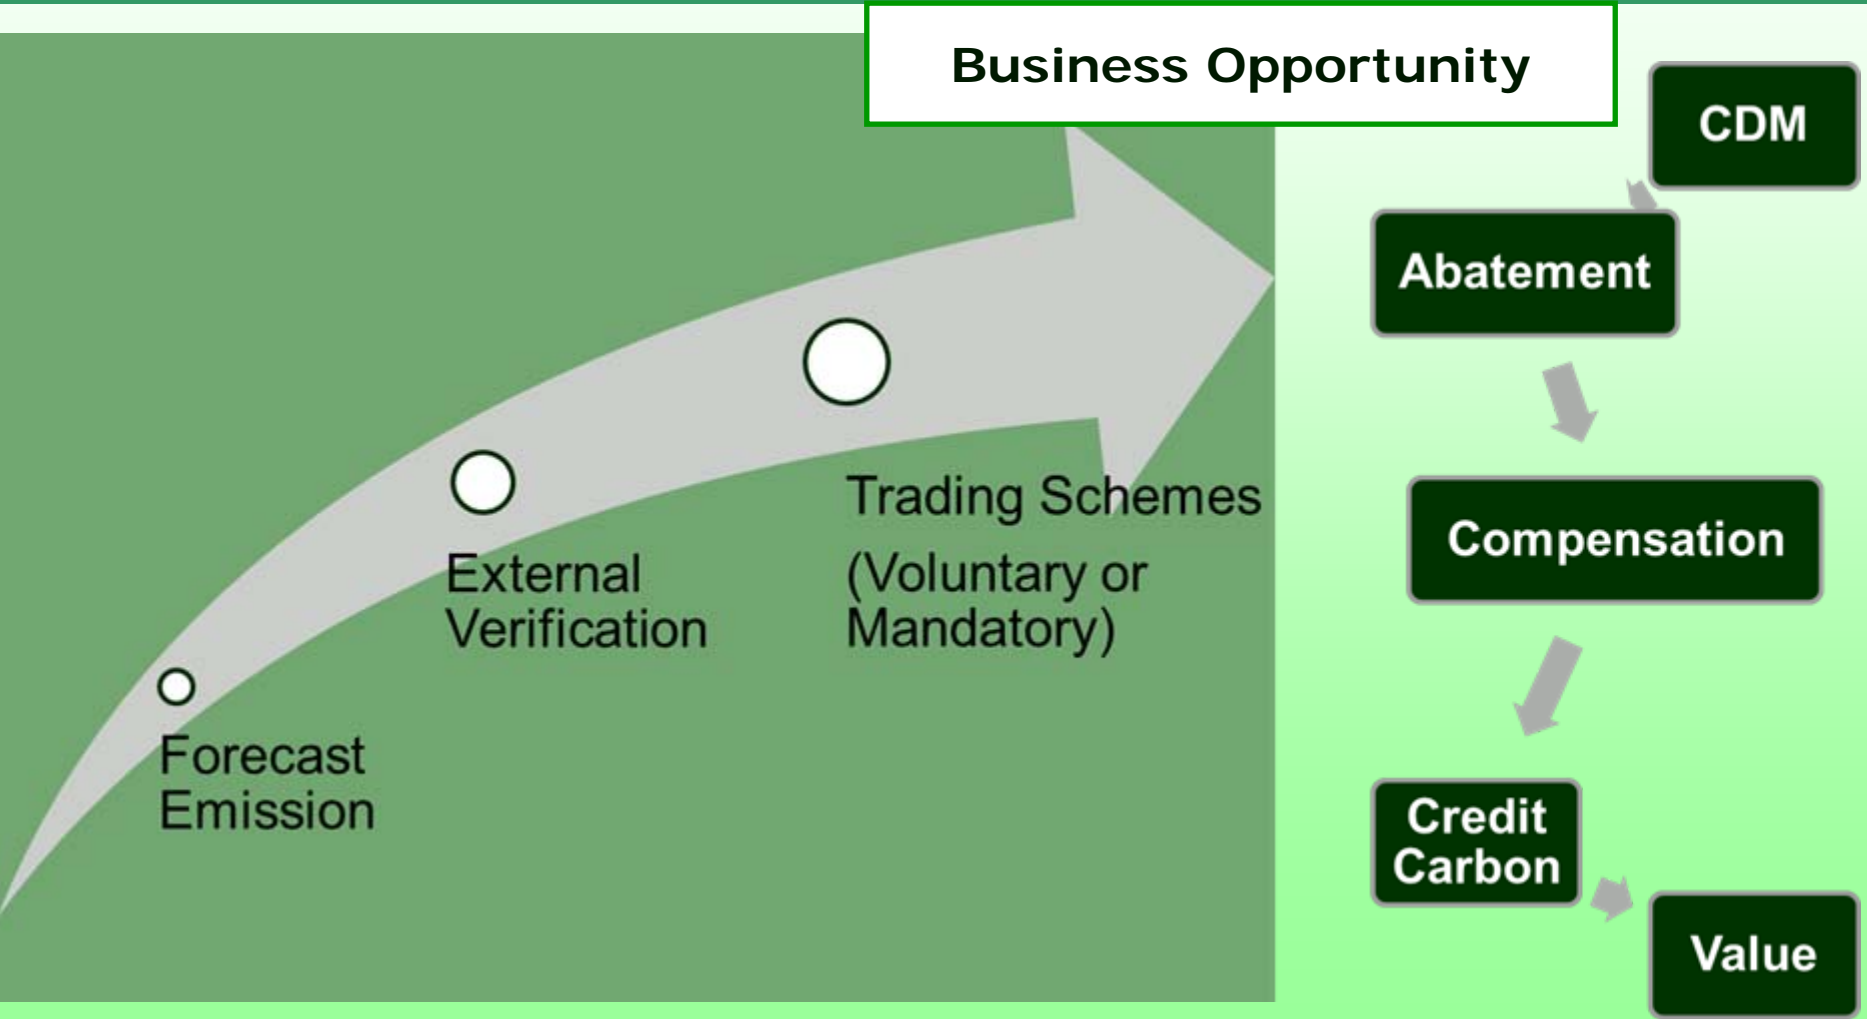 Business Opportunity
Forecast
Emission
External
Verification
Trading Schemes
(Voluntary or
Mandatory)
CDM
Abatement
Compensation
Credit
Carbon
Value